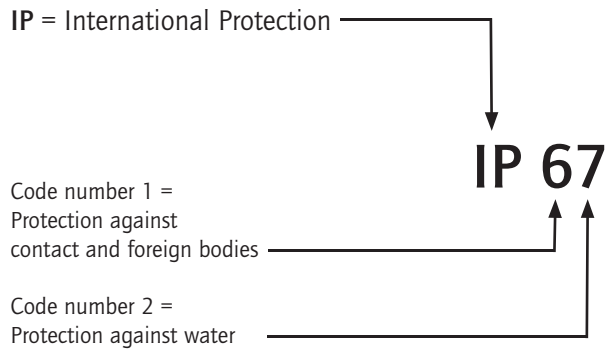 IP = International Protection
IP 67
Code number 1 =
Protection against
contact and foreign bodies
Code number 2 =
Protection against water